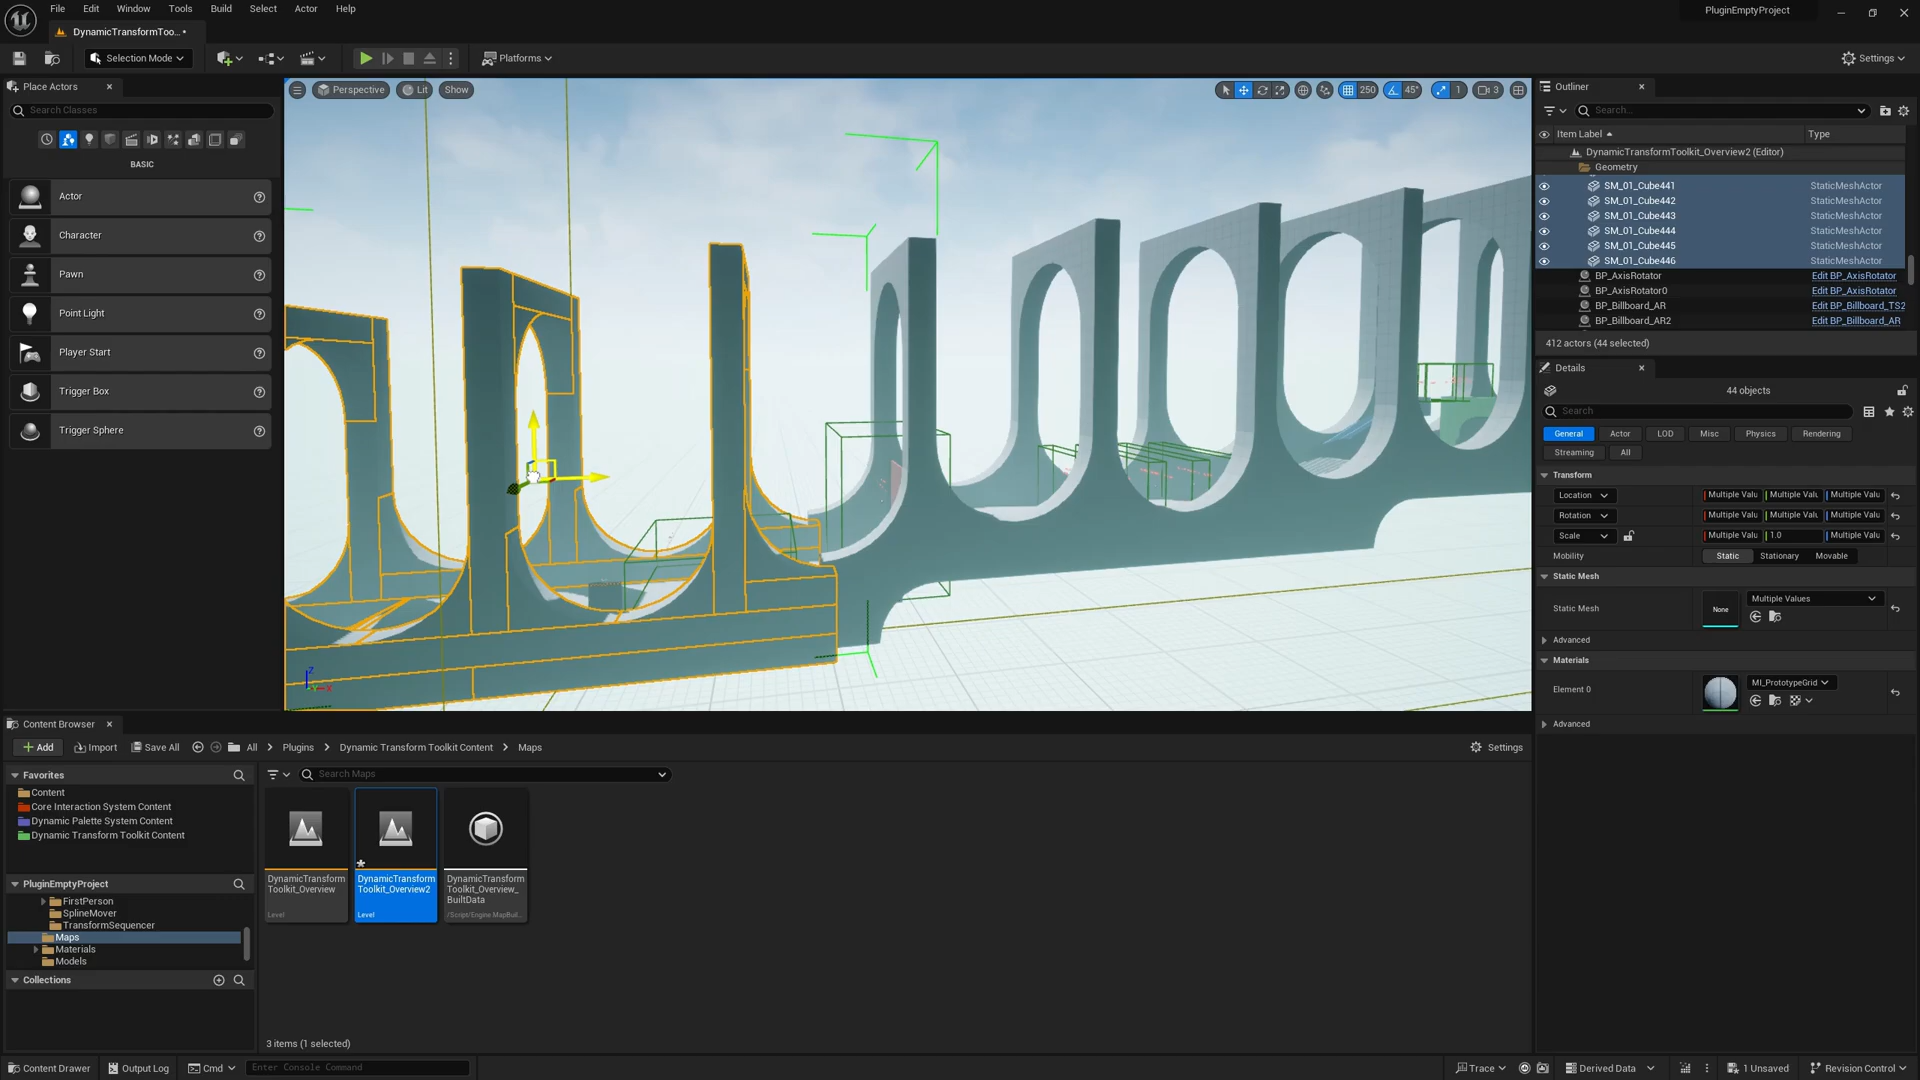 File Edit Window Tools Build Select Actor Help
PluginEmptyProject
DynamicTransformToo...•
Selection Mode
Platforms
Settings
Place Actors
Search Classes
BASIC
Actor
Character
Pawn
Point Light
Player Start
Trigger Box
Trigger Sphere
Perspective Lit Show
250 45° 1 3
Z
X
Outliner
Search...
Item Label Type
DynamicTransformToolkit_Overview2 (Editor)
Geometry
SM_01_Cube441 StaticMeshActor
SM_01_Cube442 StaticMeshActor
SM_01_Cube443 StaticMeshActor
SM_01_Cube444 StaticMeshActor
SM_01_Cube445 StaticMeshActor
SM_01_Cube446 StaticMeshActor
BP_AxisRotator Edit BP_AxisRotator
BP_AxisRotator0 Edit BP_AxisRotator
BP_Billboard_AR Edit BP_Billboard_TS2
BP_Billboard_AR2 Edit BP_Billboard_AR
412 actors (44 selected)
Details
44 objects
Search
General Actor LOD Misc Physics Rendering
Streaming All
Transform
Location Multiple Valu Multiple Valu Multiple Valu
Rotation Multiple Valu Multiple Valu Multiple Valu
Scale Multiple Valu 1.0 Multiple Valu
Mobility Static Stationary Movable
Static Mesh
Static Mesh None Multiple Values
Advanced
Materials
Element 0 MI_PrototypeGrid
Advanced
Content Browser
Add Import Save All All Plugins Dynamic Transform Toolkit Content Maps Settings
Favorites
Content
Core Interaction System Content
Dynamic Palette System Content
Dynamic Transform Toolkit Content
PluginEmptyProject
FirstPerson
SplineMover
TransformSequencer
Maps
Materials
Models
Collections
Search Maps
DynamicTransform
Toolkit_Overview
Level
DynamicTransform
Toolkit_Overview2
Level
DynamicTransform
Toolkit_Overview_
BuiltData
/Script/Engine.MapBuil...
3 items (1 selected)
Content Drawer Output Log Cmd Enter Console Command Trace Derived Data 1 Unsaved Revision Control